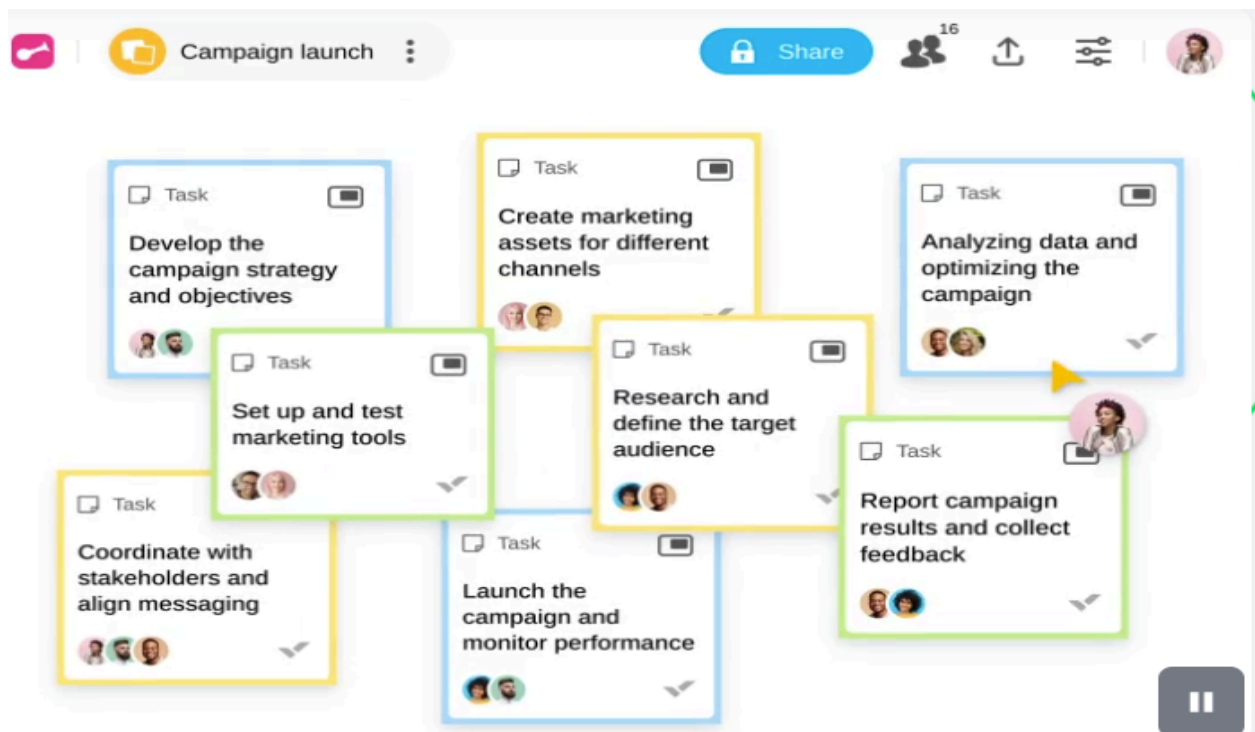 Campaign launch
Share
16
Task
Develop the
campaign strategy
and objectives
Task
Create marketing
assets for different
channels
Task
Analyzing data and
optimizing the
campaign
Task
Set up and test
marketing tools
Task
Research and
define the target
audience
Task
Report campaign
results and collect
feedback
Task
Coordinate with
stakeholders and
align messaging
Task
Launch the
campaign and
monitor performance